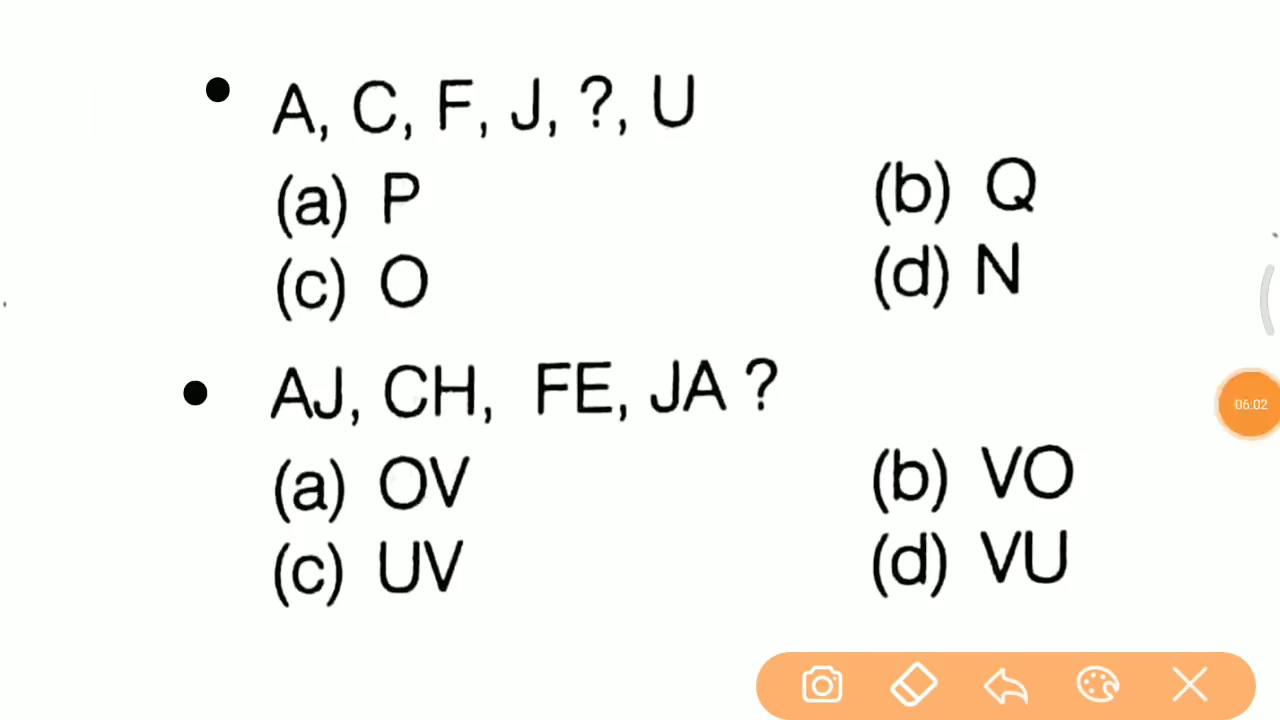 • A, C, F, J, ?, U
(a) P (b) Q
(c) O (d) N
• AJ, CH, FE, JA ?
(a) OV (b) VO
(c) UV (d) VU
06:02